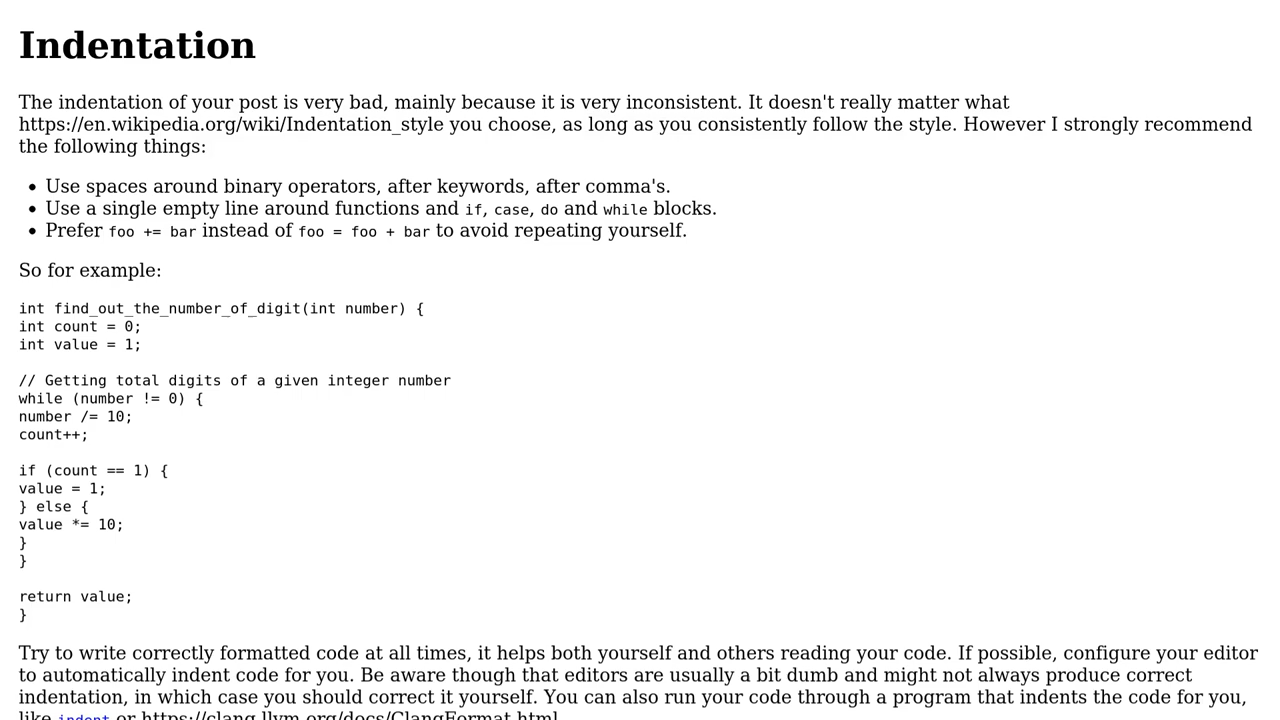 Indentation
The indentation of your post is very bad, mainly because it is very inconsistent. It doesn't really matter what
https://en.wikipedia.org/wiki/Indentation_style you choose, as long as you consistently follow the style. However I strongly recommend
the following things:
• Use spaces around binary operators, after keywords, after comma's.
• Use a single empty line around functions and if, case, do and while blocks.
• Prefer foo += bar instead of foo = foo + bar to avoid repeating yourself.
So for example:
int find_out_the_number_of_digit(int number) {
int count = 0;
int value = 1;
// Getting total digits of a given integer number
while (number != 0) {
number /= 10;
count++;
if (count == 1) {
value = 1;
} else {
value *= 10;
}
}
return value;
}
Try to write correctly formatted code at all times, it helps both yourself and others reading your code. If possible, configure your editor
to automatically indent code for you. Be aware though that editors are usually a bit dumb and might not always produce correct
indentation, in which case you should correct it yourself. You can also run your code through a program that indents the code for you,
like indent or https://clang.llvm.org/docs/ClangFormat.html